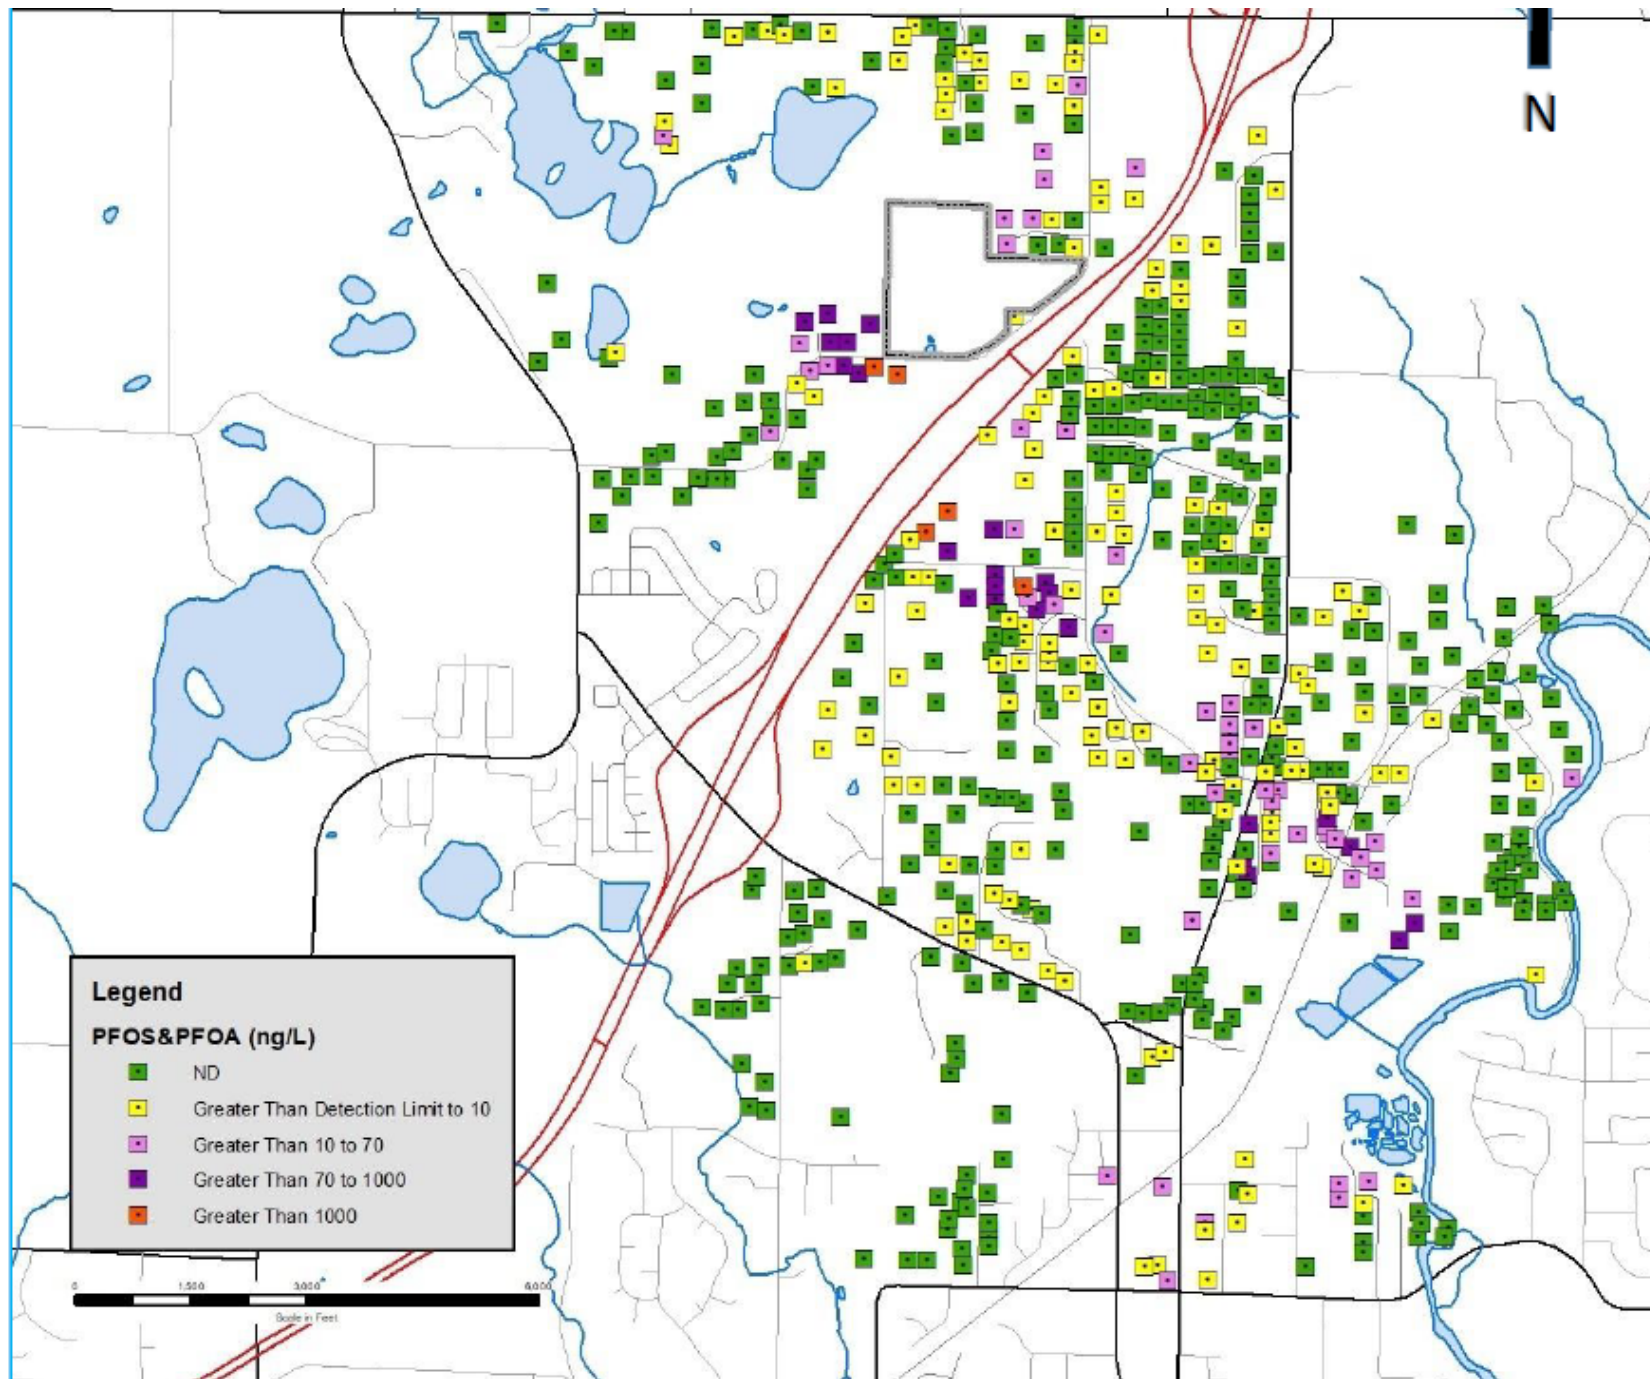 N
Legend
PFOS&PFOA (ng/L)
ND
Greater Than Detection Limit to 10
Greater Than 10 to 70
Greater Than 70 to 1000
Greater Than 1000
0 1,500 3,000 6,000
Scale in Feet